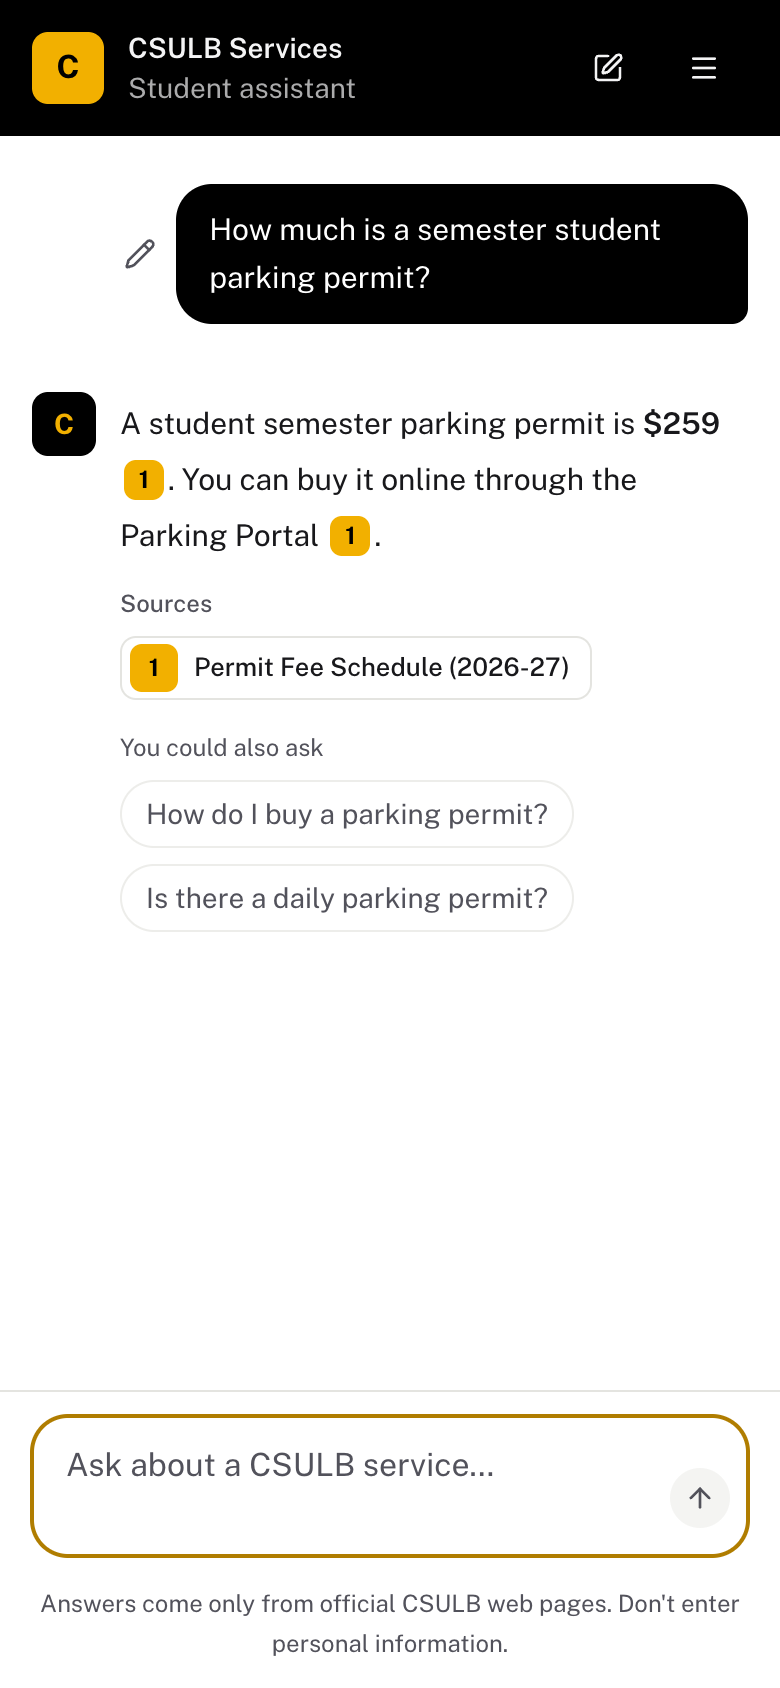 C
CSULB Services
Student assistant
How much is a semester student
parking permit?
C
A student semester parking permit is $259
1. You can buy it online through the
Parking Portal 1.
Sources
1 Permit Fee Schedule (2026-27)
You could also ask
How do I buy a parking permit?
Is there a daily parking permit?
Ask about a CSULB service...
Answers come only from official CSULB web pages. Don't enter
personal information.